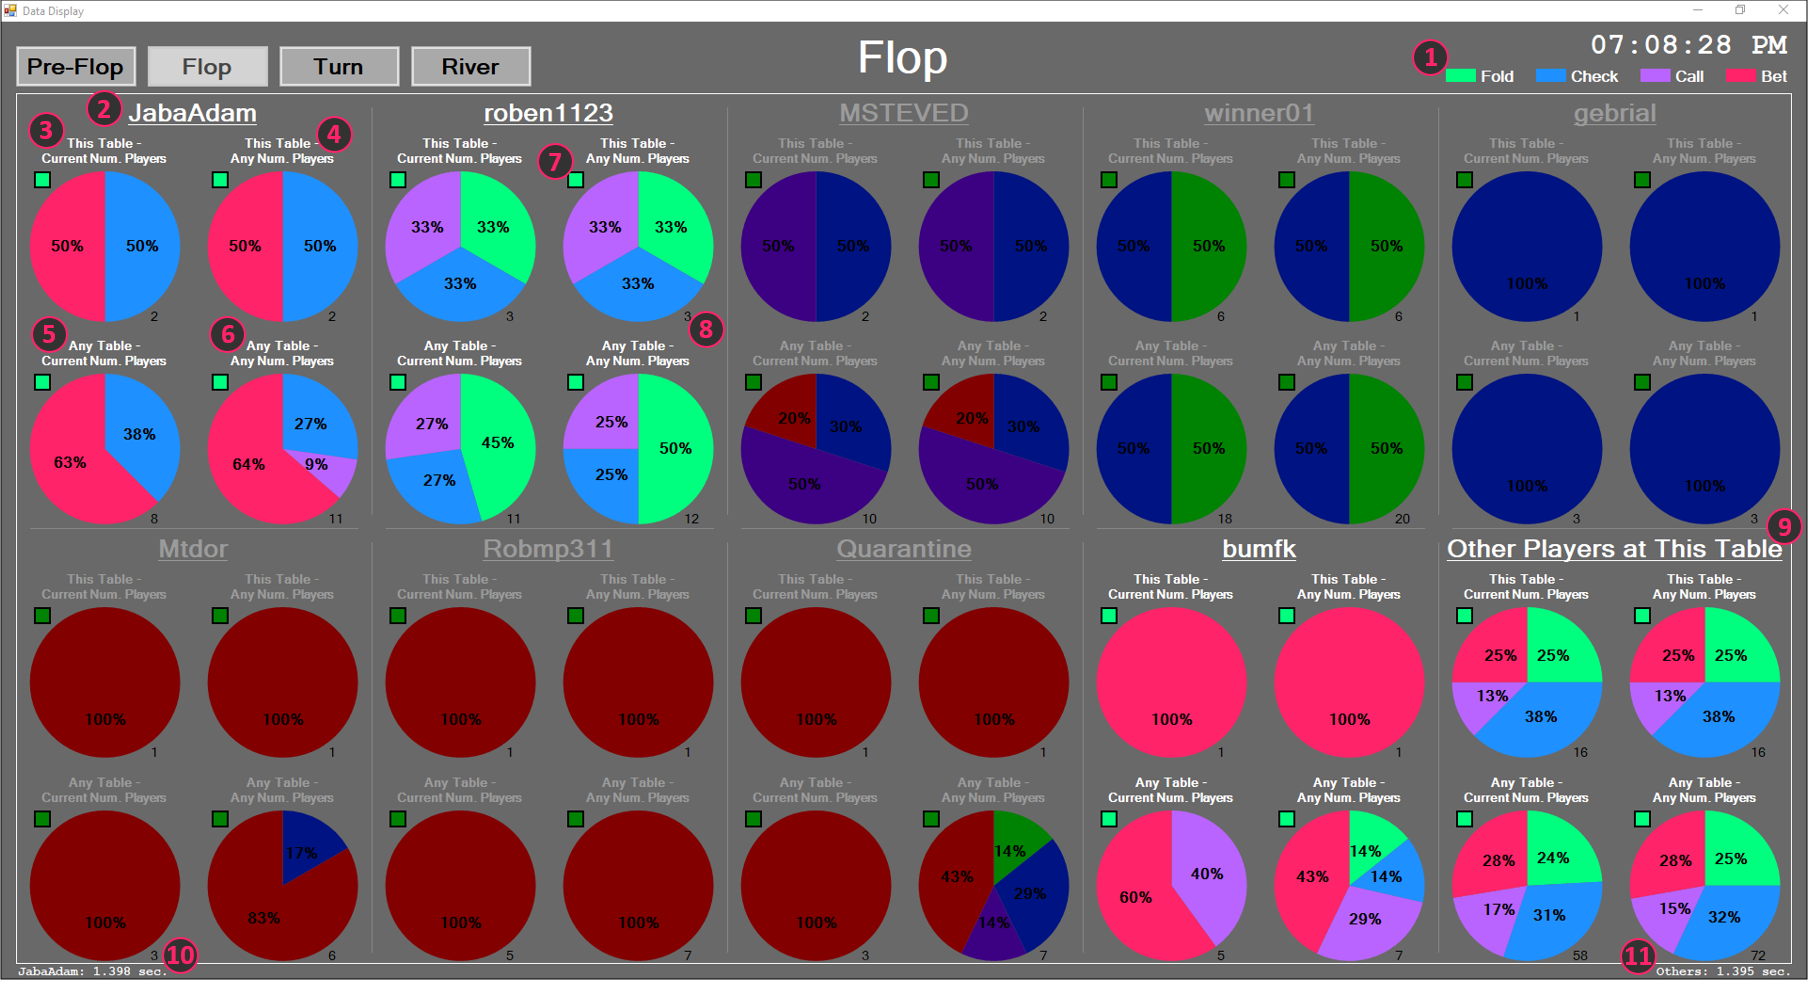 Data Display
Pre-Flop
Flop
Turn
River
Flop
07:08:28 PM
1
Fold
Check
Call
Bet
2
JabaAdam
3
This Table -
Current Num. Players
4
This Table -
Any Num. Players
50%
50%
2
50%
50%
2
5
Any Table -
Current Num. Players
6
Any Table -
Any Num. Players
38%
63%
8
27%
9%
64%
11
roben1123
This Table -
Current Num. Players
7
This Table -
Any Num. Players
33%
33%
33%
3
33%
33%
33%
3
8
Any Table -
Current Num. Players
Any Table -
Any Num. Players
27%
45%
27%
11
25%
50%
25%
12
MSTEVED
This Table -
Current Num. Players
This Table -
Any Num. Players
50%
50%
2
50%
50%
2
Any Table -
Current Num. Players
Any Table -
Any Num. Players
20%
30%
50%
10
20%
30%
50%
10
winner01
This Table -
Current Num. Players
This Table -
Any Num. Players
50%
50%
6
50%
50%
6
Any Table -
Current Num. Players
Any Table -
Any Num. Players
50%
50%
18
50%
50%
20
gebrial
This Table -
Current Num. Players
This Table -
Any Num. Players
100%
1
100%
1
Any Table -
Current Num. Players
Any Table -
Any Num. Players
100%
3
100%
3
9
Mtdor
This Table -
Current Num. Players
This Table -
Any Num. Players
100%
1
100%
1
Any Table -
Current Num. Players
Any Table -
Any Num. Players
100%
3
10
17%
83%
6
Robmp311
This Table -
Current Num. Players
This Table -
Any Num. Players
100%
1
100%
1
Any Table -
Current Num. Players
Any Table -
Any Num. Players
100%
5
100%
7
Quarantine
This Table -
Current Num. Players
This Table -
Any Num. Players
100%
1
100%
1
Any Table -
Current Num. Players
Any Table -
Any Num. Players
100%
3
14%
43%
29%
14%
7
bumfk
This Table -
Current Num. Players
This Table -
Any Num. Players
100%
1
100%
1
Any Table -
Current Num. Players
Any Table -
Any Num. Players
40%
60%
5
14%
43%
14%
29%
7
Other Players at This Table
This Table -
Current Num. Players
This Table -
Any Num. Players
25%
25%
13%
38%
16
25%
25%
13%
38%
16
Any Table -
Current Num. Players
Any Table -
Any Num. Players
28%
24%
17%
31%
58
28%
25%
15%
32%
72
11
JabaAdam: 1.398 sec.
Others: 1.395 sec.